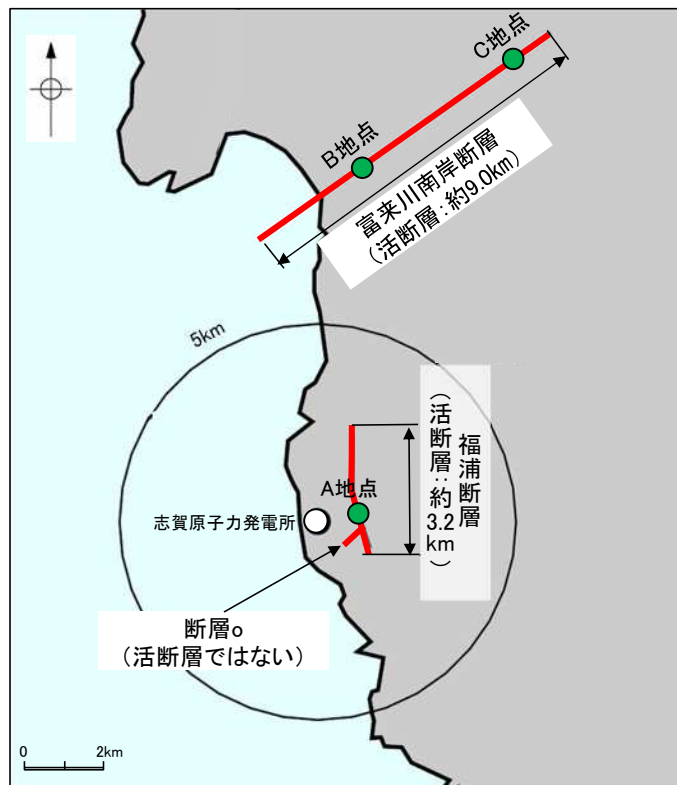 C地点
B地点
富来川南岸断層
(活断層：約9.0km)
5km
福浦断層
(活断層：約3.2km)
A地点
志賀原子力発電所
断層o
(活断層ではない)
0 2km